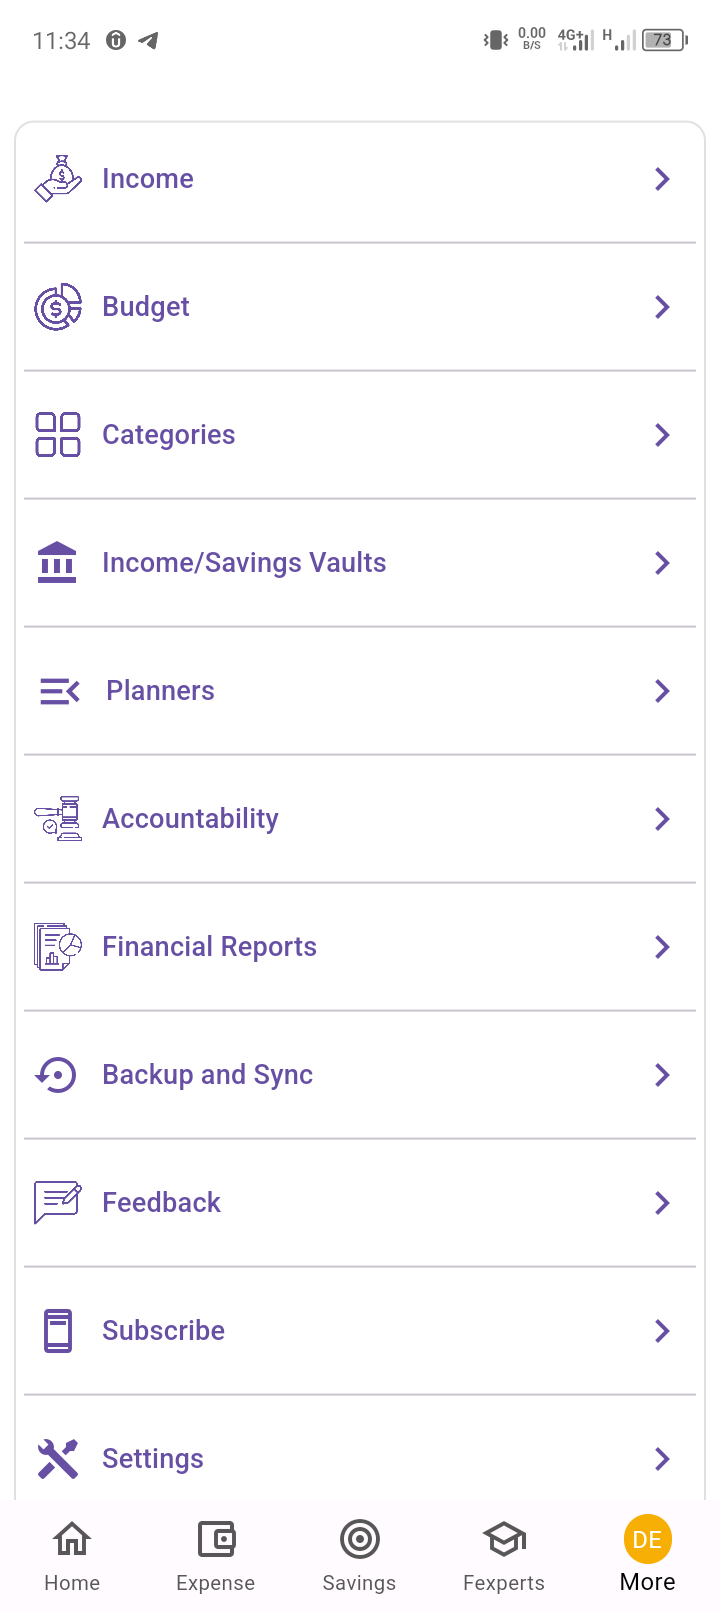 11:34 0.00 B/S 4G+ H 73
Income
Budget
Categories
Income/Savings Vaults
Planners
Accountability
Financial Reports
Backup and Sync
Feedback
Subscribe
Settings
DE
Home Expense Savings Fexperts More